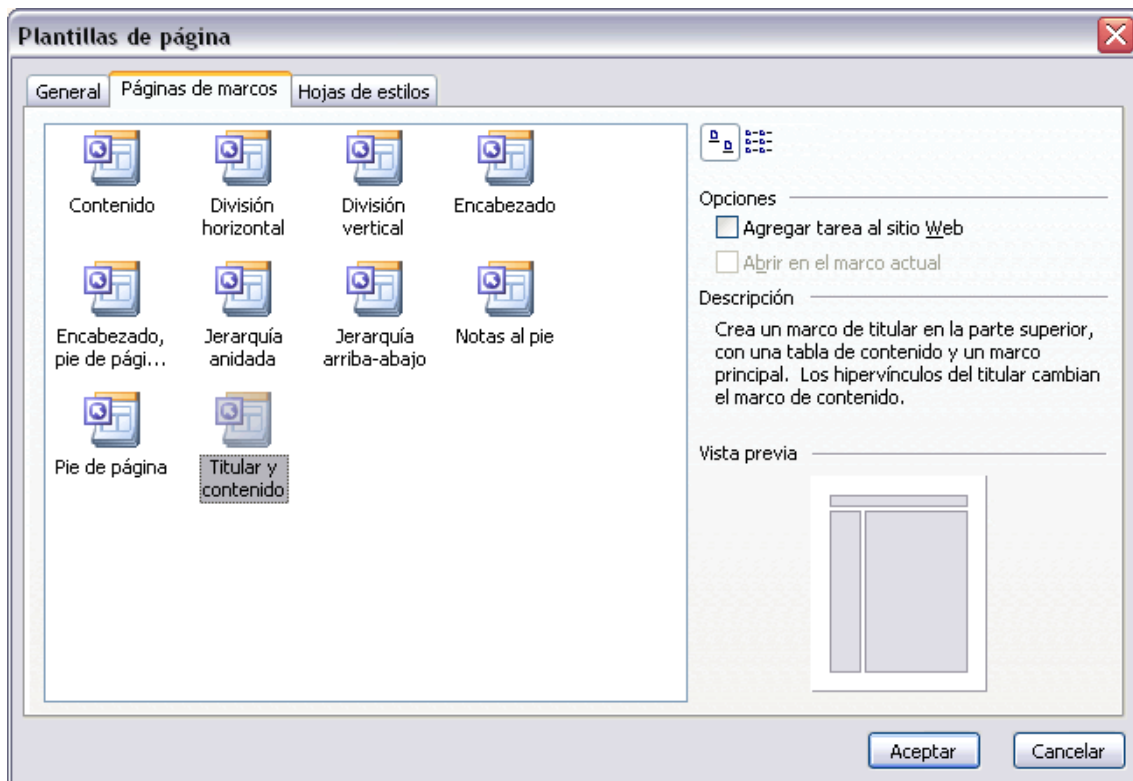 Plantillas de página
General
Páginas de marcos
Hojas de estilos
Contenido
División
horizontal
División
vertical
Encabezado
Encabezado,
pie de pági...
Jerarquía
anidada
Jerarquía
arriba-abajo
Notas al pie
Pie de página
Titular y
contenido
Opciones
Agregar tarea al sitio Web
Abrir en el marco actual
Descripción
Crea un marco de titular en la parte superior,
con una tabla de contenido y un marco
principal. Los hipervínculos del titular cambian
el marco de contenido.
Vista previa
Aceptar
Cancelar